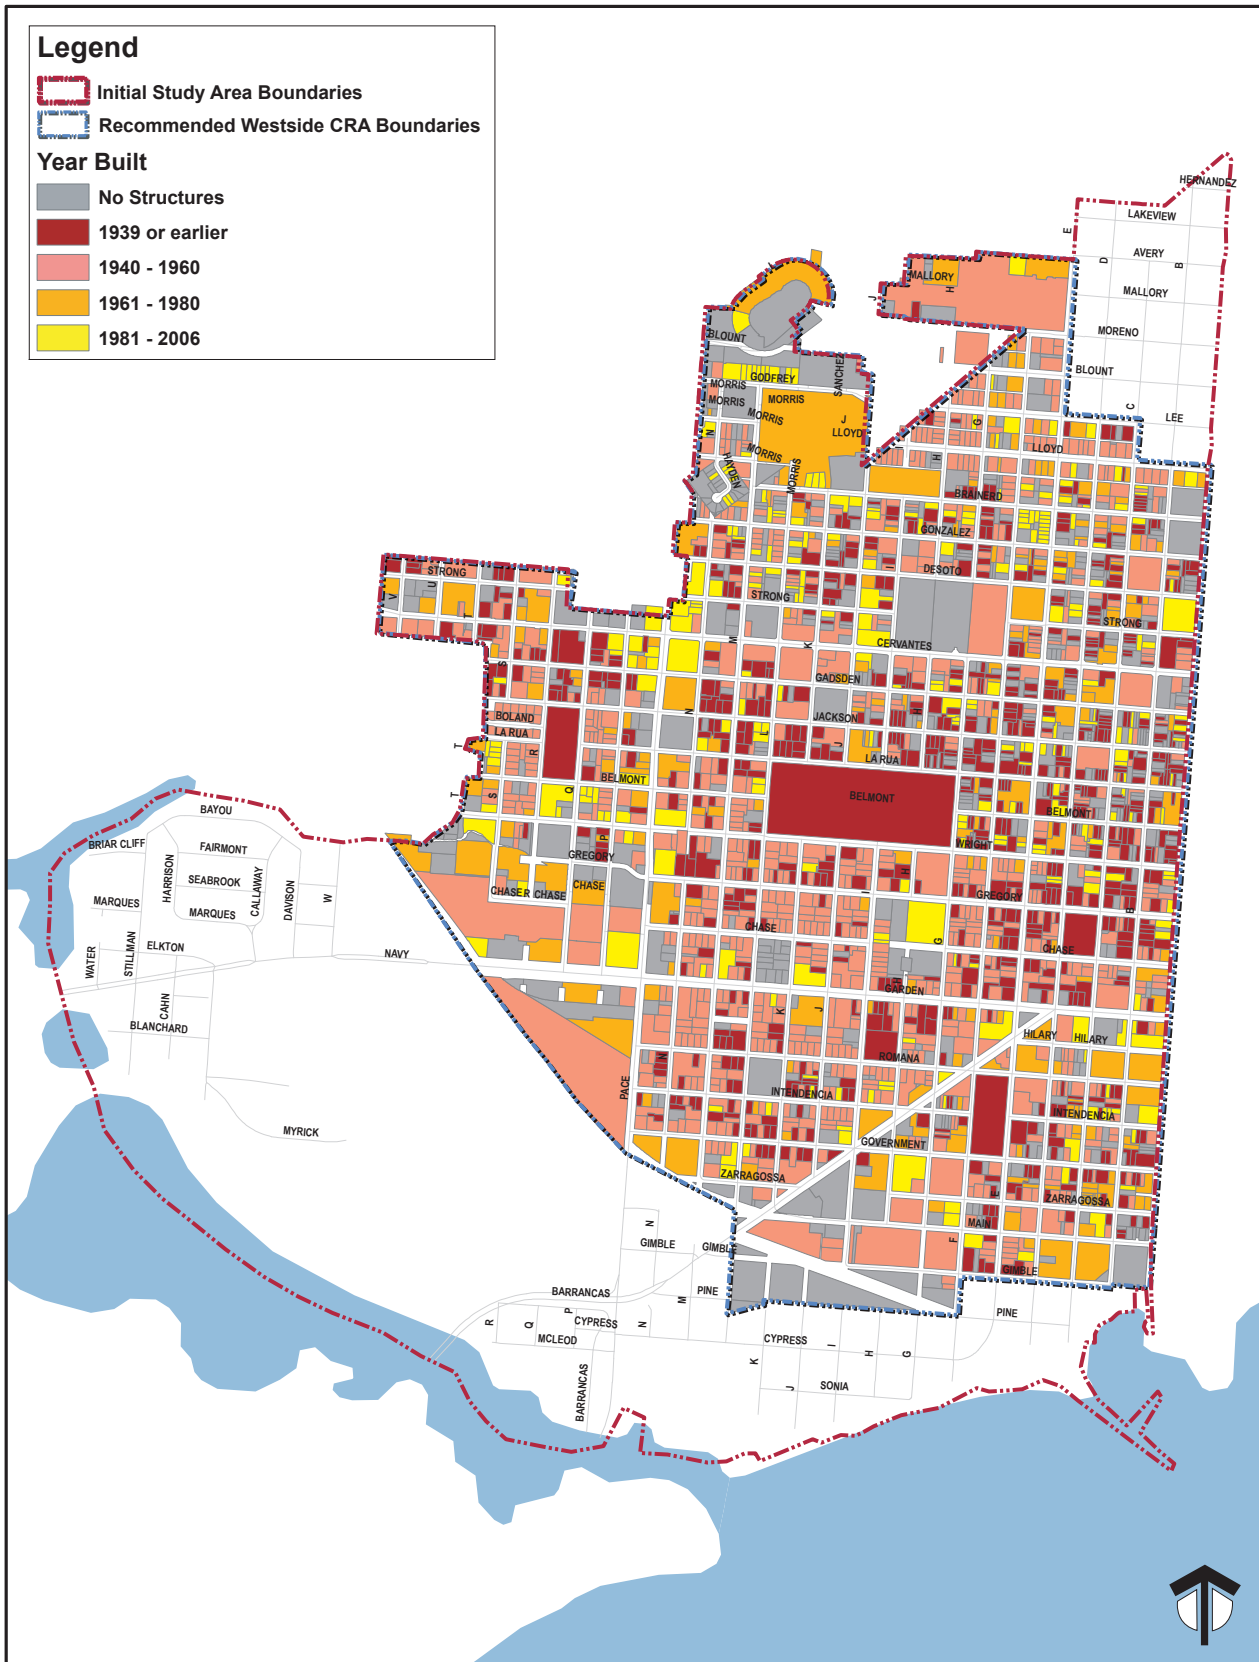 Legend
Initial Study Area Boundaries
Recommended Westside CRA Boundaries
Year Built
No Structures
1939 or earlier
1940 - 1960
1961 - 1980
1981 - 2006
HERNANDEZ
LAKEVIEW
E
D
AVERY
B
MALLORY
H
MALLORY
J
MORENO
BLOUNT
BLOUNT
SANCHEZ
GODFREY
MORRIS
MORRIS
MORRIS
C
LEE
MORRIS
J
G
N
LLOYD
LLOYD
I
H
MORRIS
HAYDEN
MORRIS
BRAINERD
GONZALEZ
STRONG
U
I
DESOTO
V
STRONG
T
STRONG
M
K
CERVANTES
S
GADSDEN
N
H
BOLAND
JACKSON
LA RUA
L
J
T
R
LA RUA
BELMONT
T
S
Q
BELMONT
BELMONT
BAYOU
P
WRIGHT
BRIAR CLIFF
FAIRMONT
GREGORY
H
HARRISON
SEABROOK
CALLAWAY
DAVISON
W
CHASE
R
CHASE
CHASE
I
GREGORY
MARQUES
MARQUES
B
CHASE
G
CHASE
STILLMAN
ELKTON
WATER
NAVY
CAHN
H
GARDEN
K
J
BLANCHARD
HILARY
HILARY
N
ROMANA
PACE
INTENDENCIA
INTENDENCIA
MYRICK
GOVERNMENT
ZARRAGOSSA
E
ZARRAGOSSA
N
MAIN
GIMBLE
GIMBLE
F
GIMBLE
BARRANCAS
M
PINE
PINE
R
Q
P
CYPRESS
N
MCLEOD
CYPRESS
I
H
G
K
J
SONIA
BARRANCAS